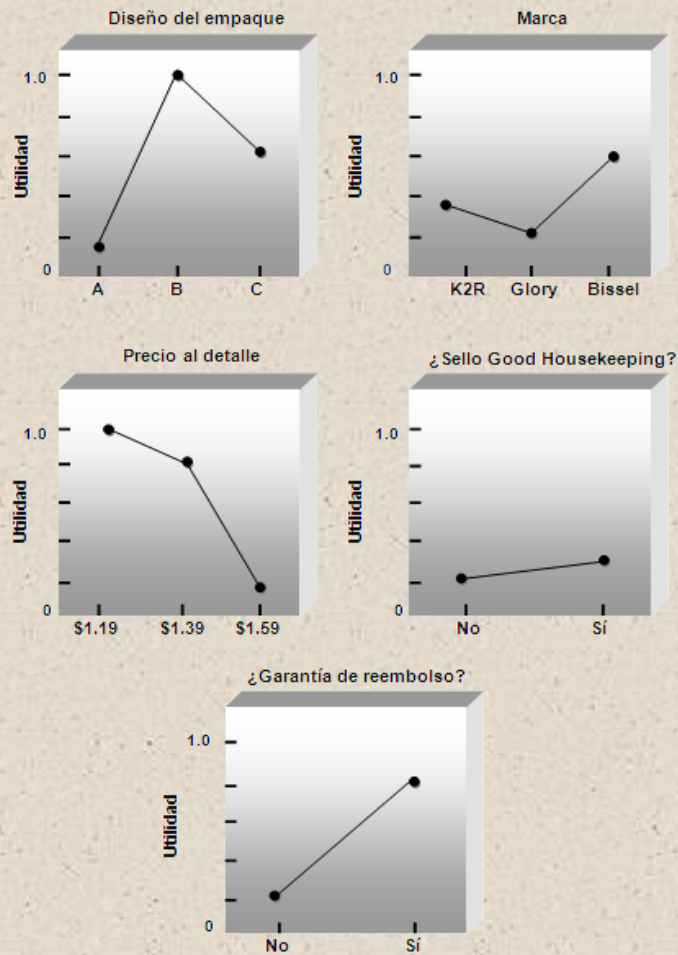 Diseño del empaque
1.0
Utilidad
0
A B C
Marca
1.0
Utilidad
0
K2R Glory Bissel
Precio al detalle
1.0
Utilidad
0
$1.19 $1.39 $1.59
¿Sello Good Housekeeping?
1.0
Utilidad
0
No Sí
¿Garantía de reembolso?
1.0
Utilidad
0
No Sí